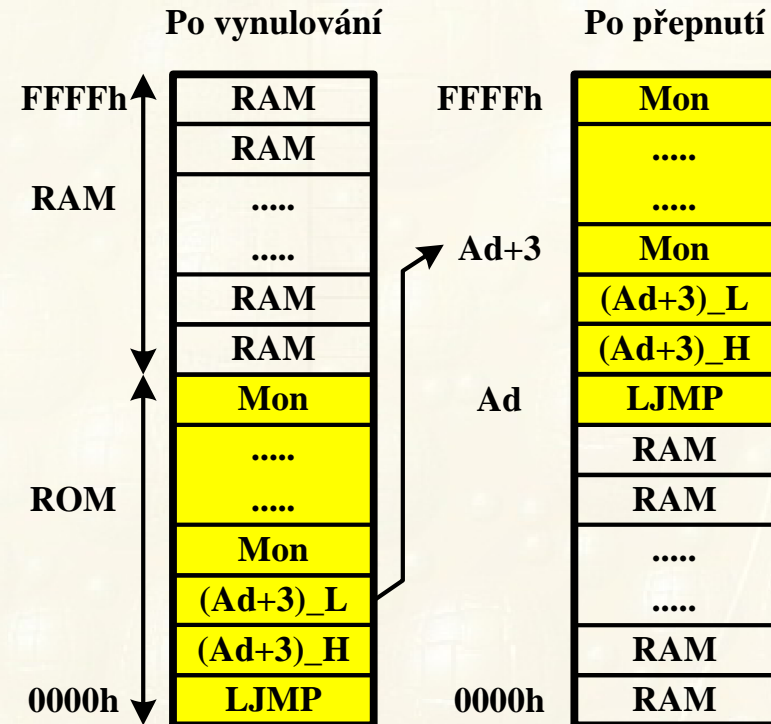 Po vynulování
Po přepnutí
FFFFh
RAM
RAM
.....
.....
RAM
RAM
RAM
Mon
.....
.....
Mon
(Ad+3)_L
(Ad+3)_H
LJMP
ROM
0000h
FFFFh
Mon
.....
.....
Ad+3
Mon
(Ad+3)_L
(Ad+3)_H
Ad
LJMP
RAM
RAM
.....
.....
RAM
0000h
RAM